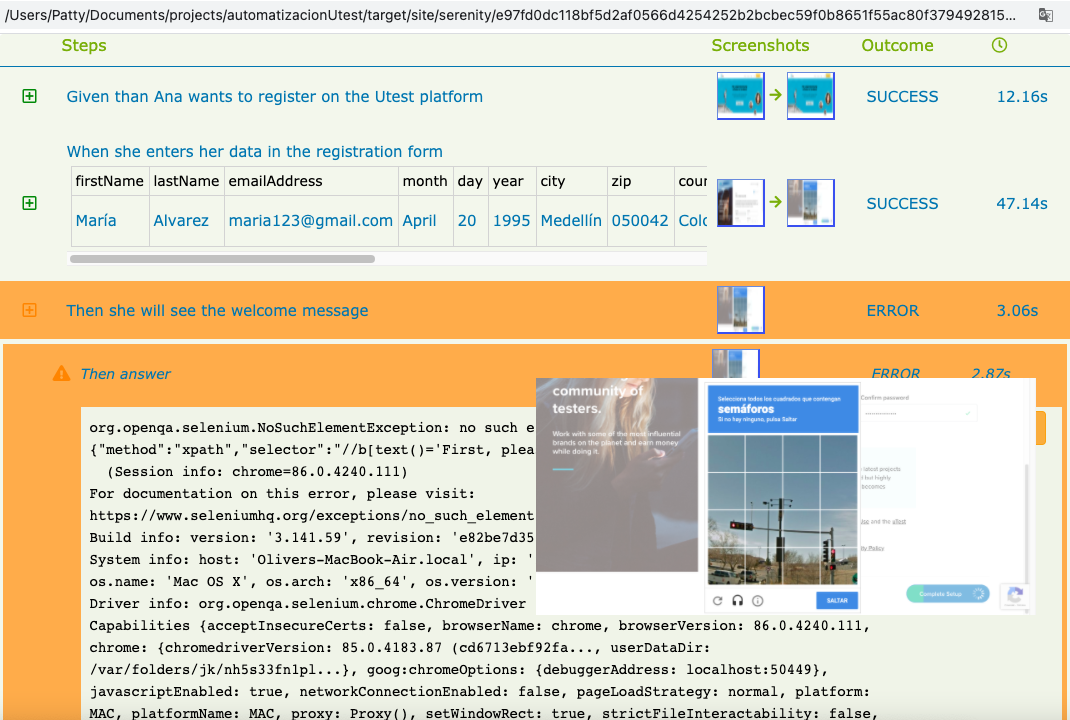 /Users/Patty/Documents/projects/automatizacionUtest/target/site/serenity/e97fd0dc118bf5d2af0566d4254252b2bcbec59f0b8651f55ac80f379492815...
Steps Screenshots Outcome
Given than Ana wants to register on the Utest platform SUCCESS 12.16s
When she enters her data in the registration form
firstName lastName emailAddress month day year city zip cour
María Alvarez maria123@gmail.com April 20 1995 Medellín 050042 Colc
SUCCESS 47.14s
Then she will see the welcome message ERROR 3.06s
Then answer ERROR 2.87s
community of
testers.
Work with some of the most influential
brands on the planet and earn money
while doing it.
Selecciona todos los cuadrados que contengan
semáforos
Si no hay ninguno, pulsa Saltar
SALTAR
Confirm password
latest projects
but highly
becomes
and the uTest
Policy
Complete Setup
org.openqa.selenium.NoSuchElementException: no such e
{"method":"xpath","selector":"//b[text()='First, plea
(Session info: chrome=86.0.4240.111)
For documentation on this error, please visit:
https://www.seleniumhq.org/exceptions/no_such_element
Build info: version: '3.141.59', revision: 'e82be7d35
System info: host: 'Olivers-MacBook-Air.local', ip: '
os.name: 'Mac OS X', os.arch: 'x86_64', os.version: '
Driver info: org.openqa.selenium.chrome.ChromeDriver
Capabilities {acceptInsecureCerts: false, browserName: chrome, browserVersion: 86.0.4240.111,
chrome: {chromedriverVersion: 85.0.4183.87 (cd6713ebf92fa..., userDataDir:
/var/folders/jk/nh5s33fn1pl...}, goog:chromeOptions: {debuggerAddress: localhost:50449},
javascriptEnabled: true, networkConnectionEnabled: false, pageLoadStrategy: normal, platform:
MAC, platformName: MAC, proxy: Proxy(), setWindowRect: true, strictFileInteractability: false,